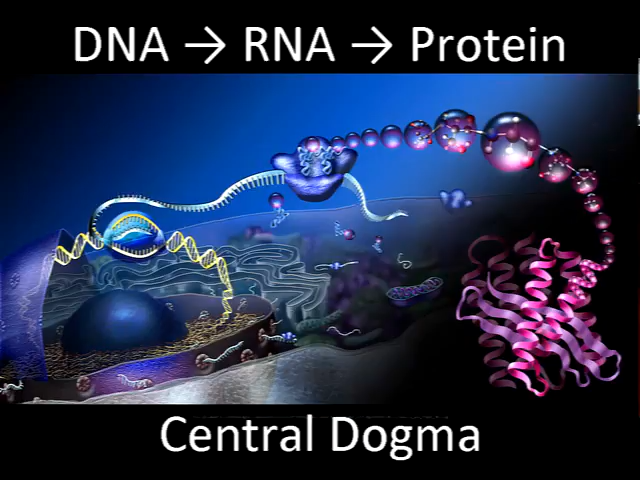 DNA → RNA → Protein
Central Dogma